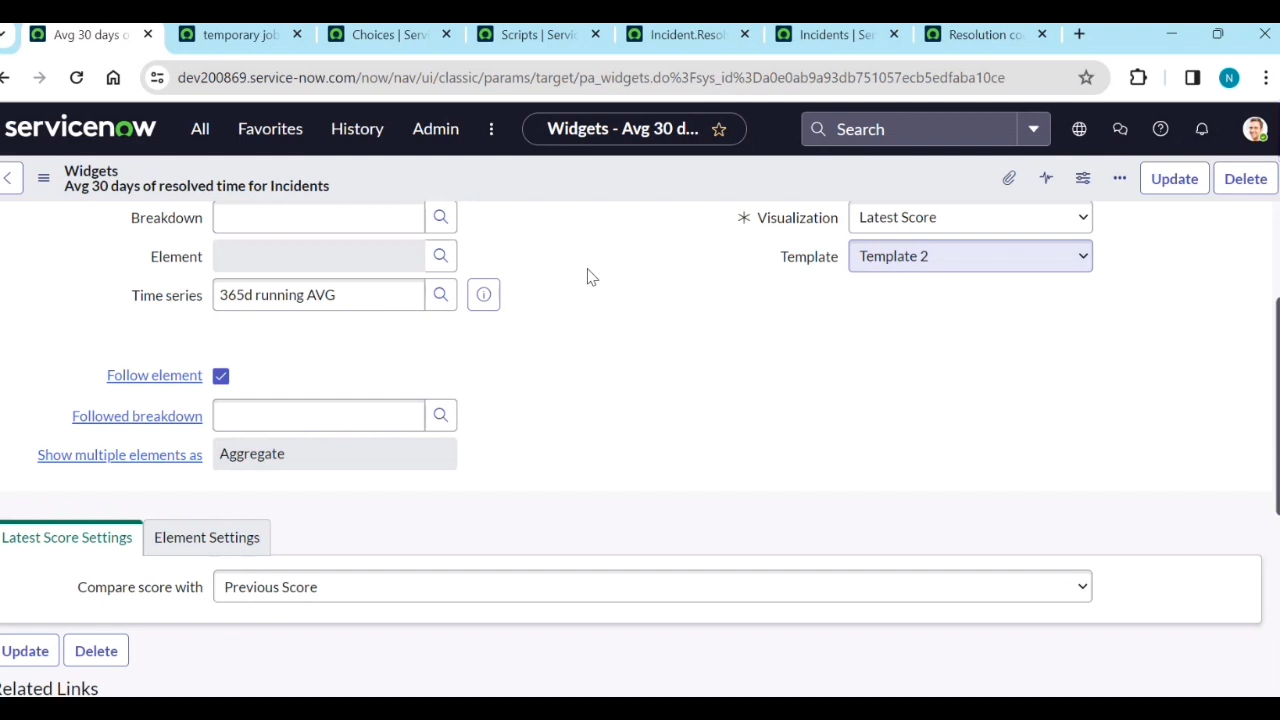 Avg 30 days o
temporary job
Choices | Servi
Scripts | Servic
Incident.Resol
Incidents | Ser
Resolution co
dev200869.service-now.com/now/nav/ui/classic/params/target/pa_widgets.do%3Fsys_id%3Da0e0ab9a93db751057ecb5edfaba10ce
N
servicenow
All
Favorites
History
Admin
Widgets - Avg 30 d...
Search
Widgets
Avg 30 days of resolved time for Incidents
Update
Delete
Breakdown
Visualization
Latest Score
Element
Template
Template 2
Time series
365d running AVG
Follow element
Followed breakdown
Show multiple elements as
Aggregate
Latest Score Settings
Element Settings
Compare score with
Previous Score
Update
Delete
elated Links